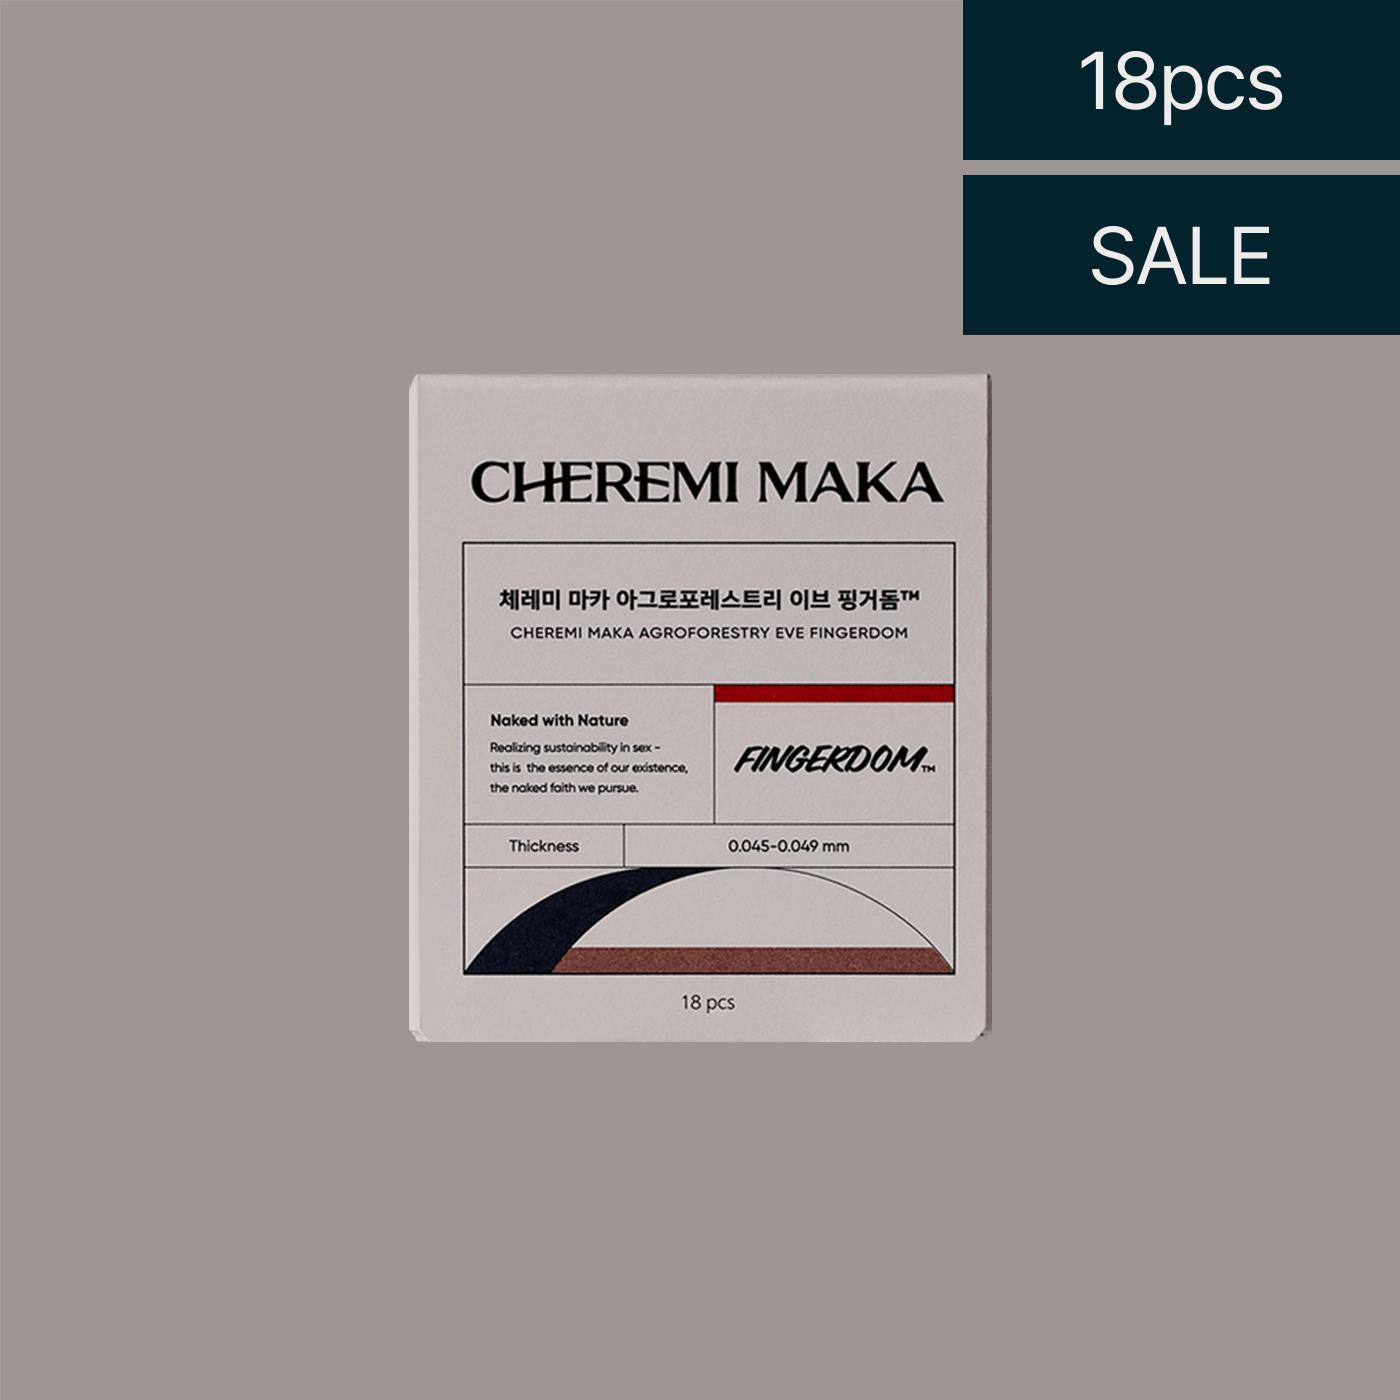 18pcs
SALE
CHEREMI MAKA
체레미 마카 아그로포레스트리 이브 핑거돔™
CHEREMI MAKA AGROFORESTRY EVE FINGERDOM
Naked with Nature
Realizing sustainability in sex -
this is the essence of our existence,
the naked faith we pursue.
FINGERDOM™
Thickness
0.045-0.049 mm
18 pcs